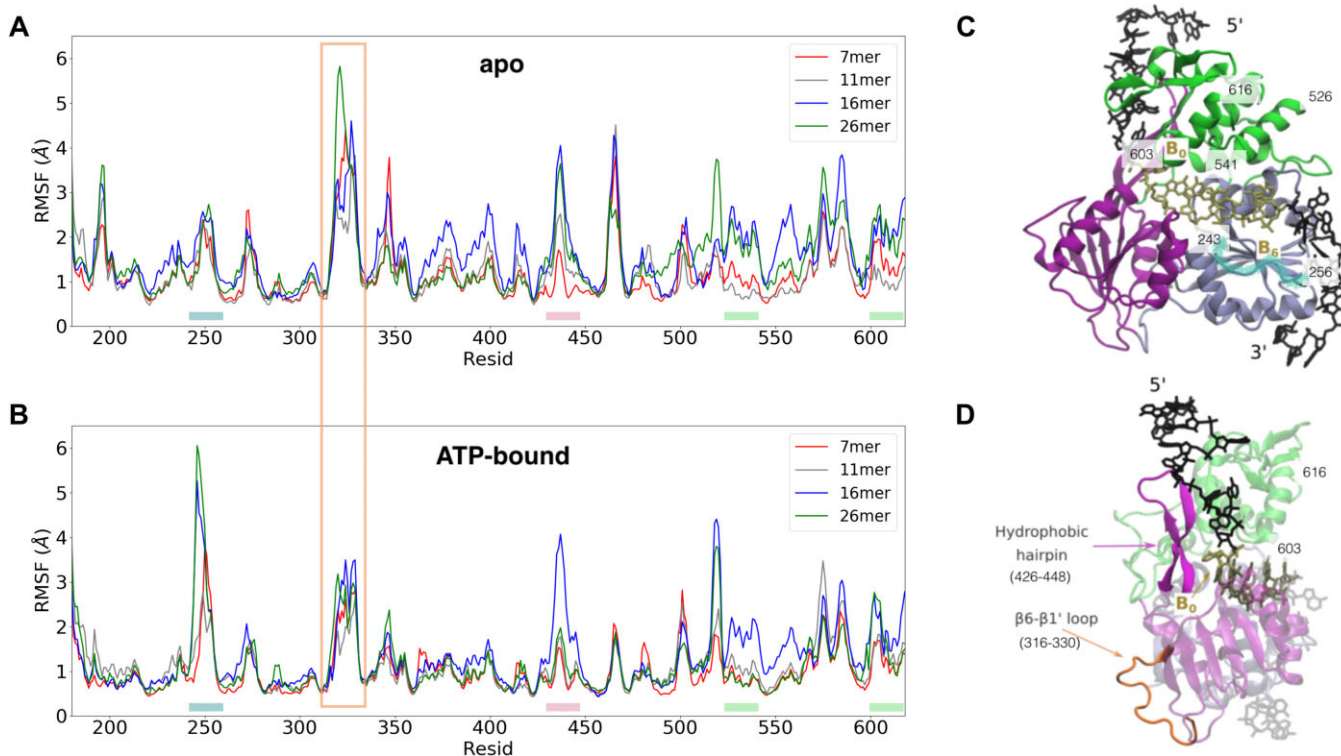 A
apo
7mer
11mer
16mer
26mer
RMSF (Å)
6
5
4
3
2
1
0
200 250 300 350 400 450 500 550 600
Resid
B
ATP-bound
7mer
11mer
16mer
26mer
RMSF (Å)
6
5
4
3
2
1
0
200 250 300 350 400 450 500 550 600
Resid
C
5'
616
526
603
B0
541
243
B6
256
3'
D
5'
616
Hydrophobic
hairpin
(426-448)
603
B0
β6-β1' loop
(316-330)